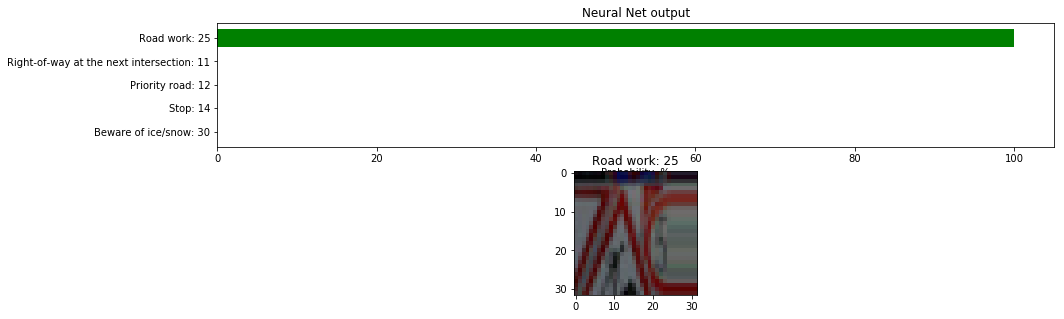 Neural Net output
Road work: 25
Right-of-way at the next intersection: 11
Priority road: 12
Stop: 14
Beware of ice/snow: 30
0 20 40 60 80 100
Probability, %
Road work: 25
0
10
20
30
0 10 20 30